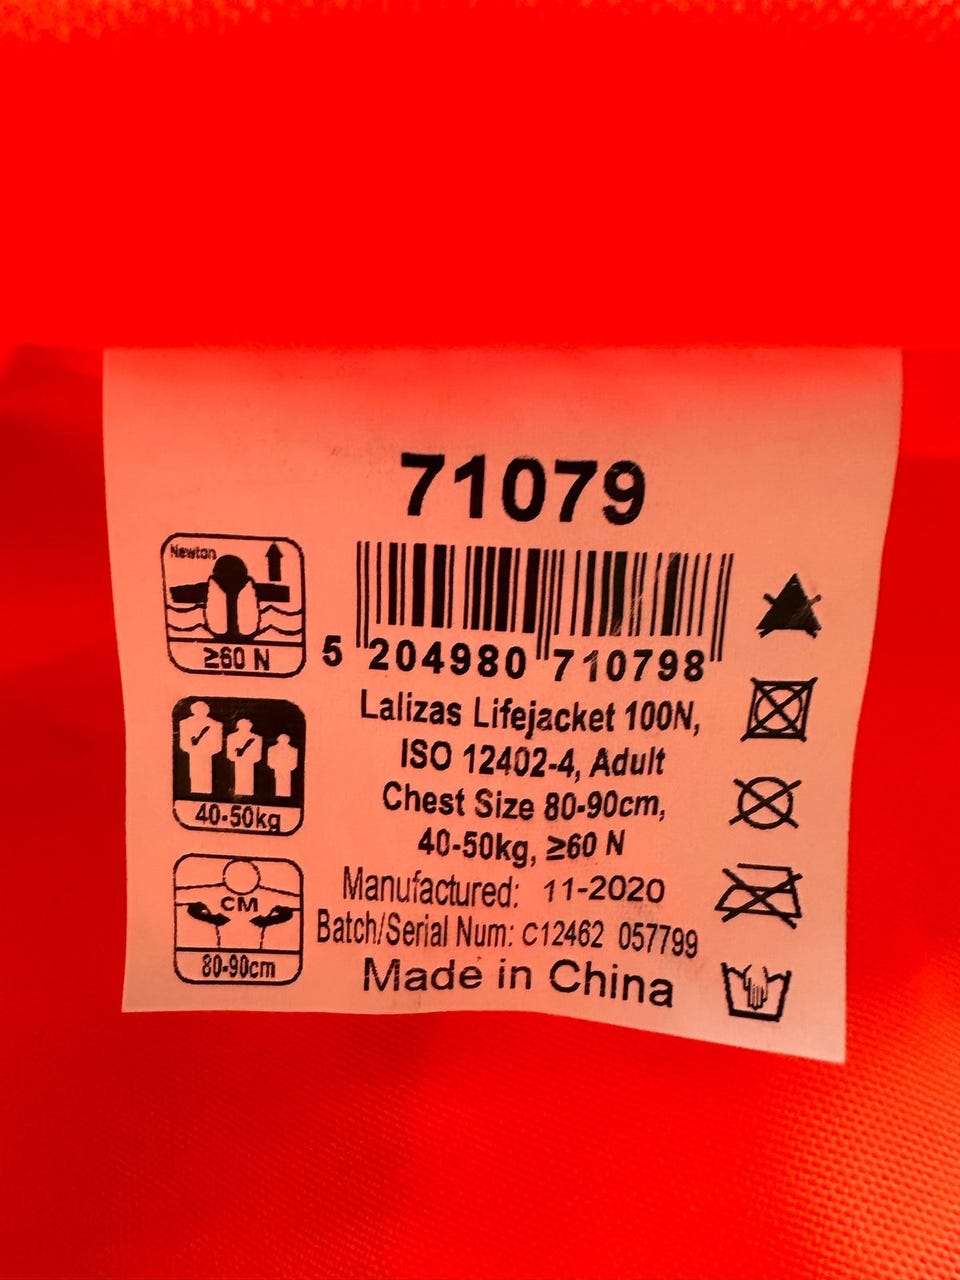 71079
Newton
≥60 N
5 204980 710798
40-50kg
CM
80-90cm
Lalizas Lifejacket 100N,
ISO 12402-4, Adult
Chest Size 80-90cm,
40-50kg, ≥60 N
Manufactured: 11-2020
Batch/Serial Num: C12462 057799
Made in China